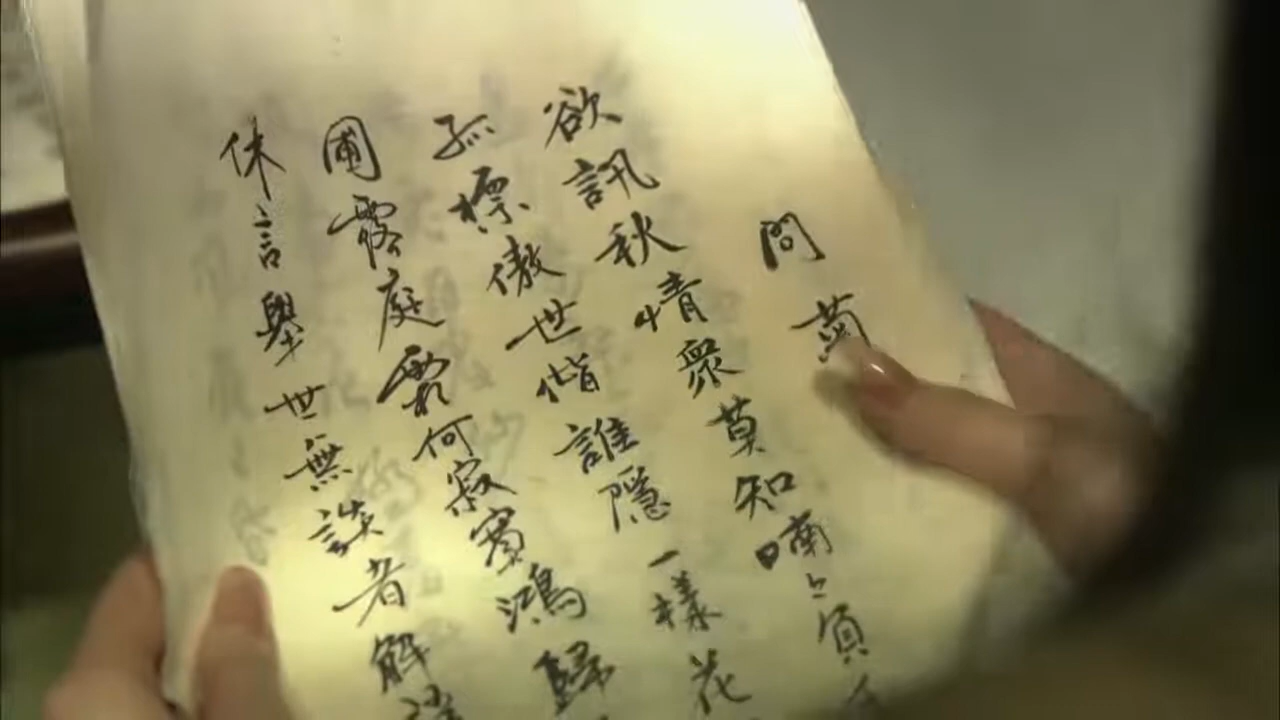 問菊
欲訊秋情衆莫知喃々負
孤標傲世偕誰隱一樣花
圃露庭霜何寂寞鴻歸
休言舉世無談者解